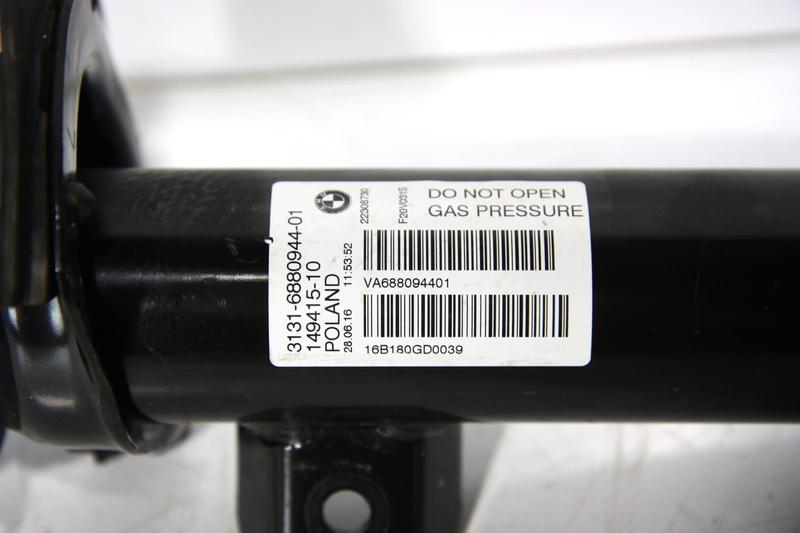 3131-6880944-01
149415-10
POLAND
28.06.16 11:53:52
22308730
F20V031S
DO NOT OPEN
GAS PRESSURE
VA688094401
16B180GD0039